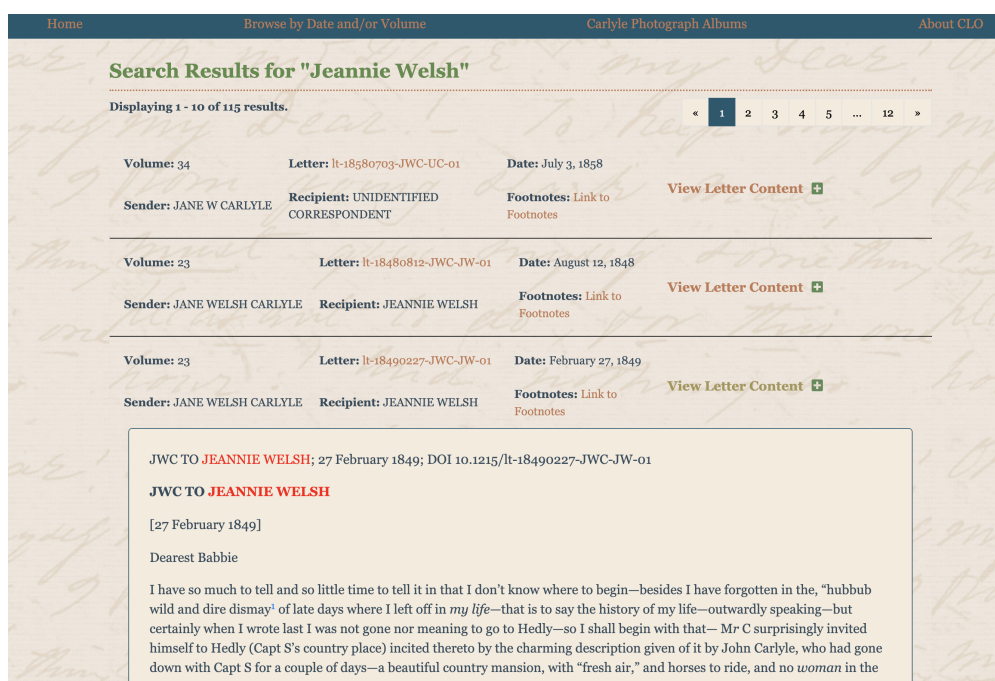 Home Browse by Date and/or Volume Carlyle Photograph Albums About CLO
Search Results for "Jeannie Welsh"
Displaying 1 - 10 of 115 results.
« 1 2 3 4 5 ... 12 »
Volume: 34 Letter: lt-18580703-JWC-UC-01 Date: July 3, 1858
View Letter Content
Sender: JANE W CARLYLE Recipient: UNIDENTIFIED
CORRESPONDENT
Footnotes: Link to
Footnotes
Volume: 23 Letter: lt-18480812-JWC-JW-01 Date: August 12, 1848
View Letter Content
Sender: JANE WELSH CARLYLE Recipient: JEANNIE WELSH
Footnotes: Link to
Footnotes
Volume: 23 Letter: lt-18490227-JWC-JW-01 Date: February 27, 1849
View Letter Content
Sender: JANE WELSH CARLYLE Recipient: JEANNIE WELSH
Footnotes: Link to
Footnotes
JWC TO JEANNIE WELSH; 27 February 1849; DOI 10.1215/lt-18490227-JWC-JW-01
JWC TO JEANNIE WELSH
[27 February 1849]
Dearest Babbie
I have so much to tell and so little time to tell it in that I don't know where to begin—besides I have forgotten in the, “hubbub
wild and dire dismay1 of late days where I left off in my life—that is to say the history of my life—outwardly speaking—but
certainly when I wrote last I was not gone nor meaning to go to Hedly—so I shall begin with that— Mr C surprisingly invited
himself to Hedly (Capt S's country place) incited thereto by the charming description given of it by John Carlyle, who had gone
down with Capt S for a couple of days—a beautiful country mansion, with “fresh air,” and horses to ride, and no woman in the